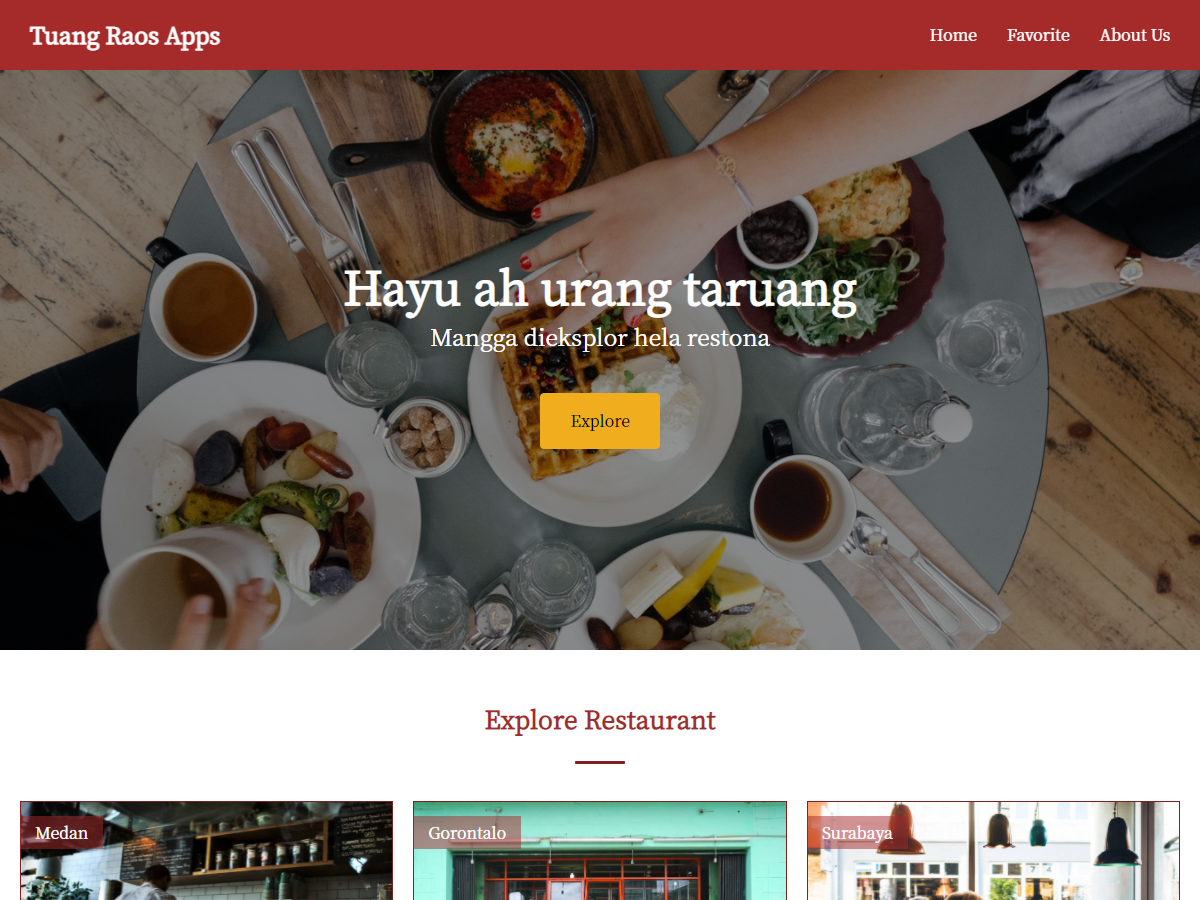 Tuang Raos Apps
Home
Favorite
About Us
Hayu ah urang taruang
Mangga dieksplor hela restona
Explore
Explore Restaurant
Medan
Gorontalo
Surabaya